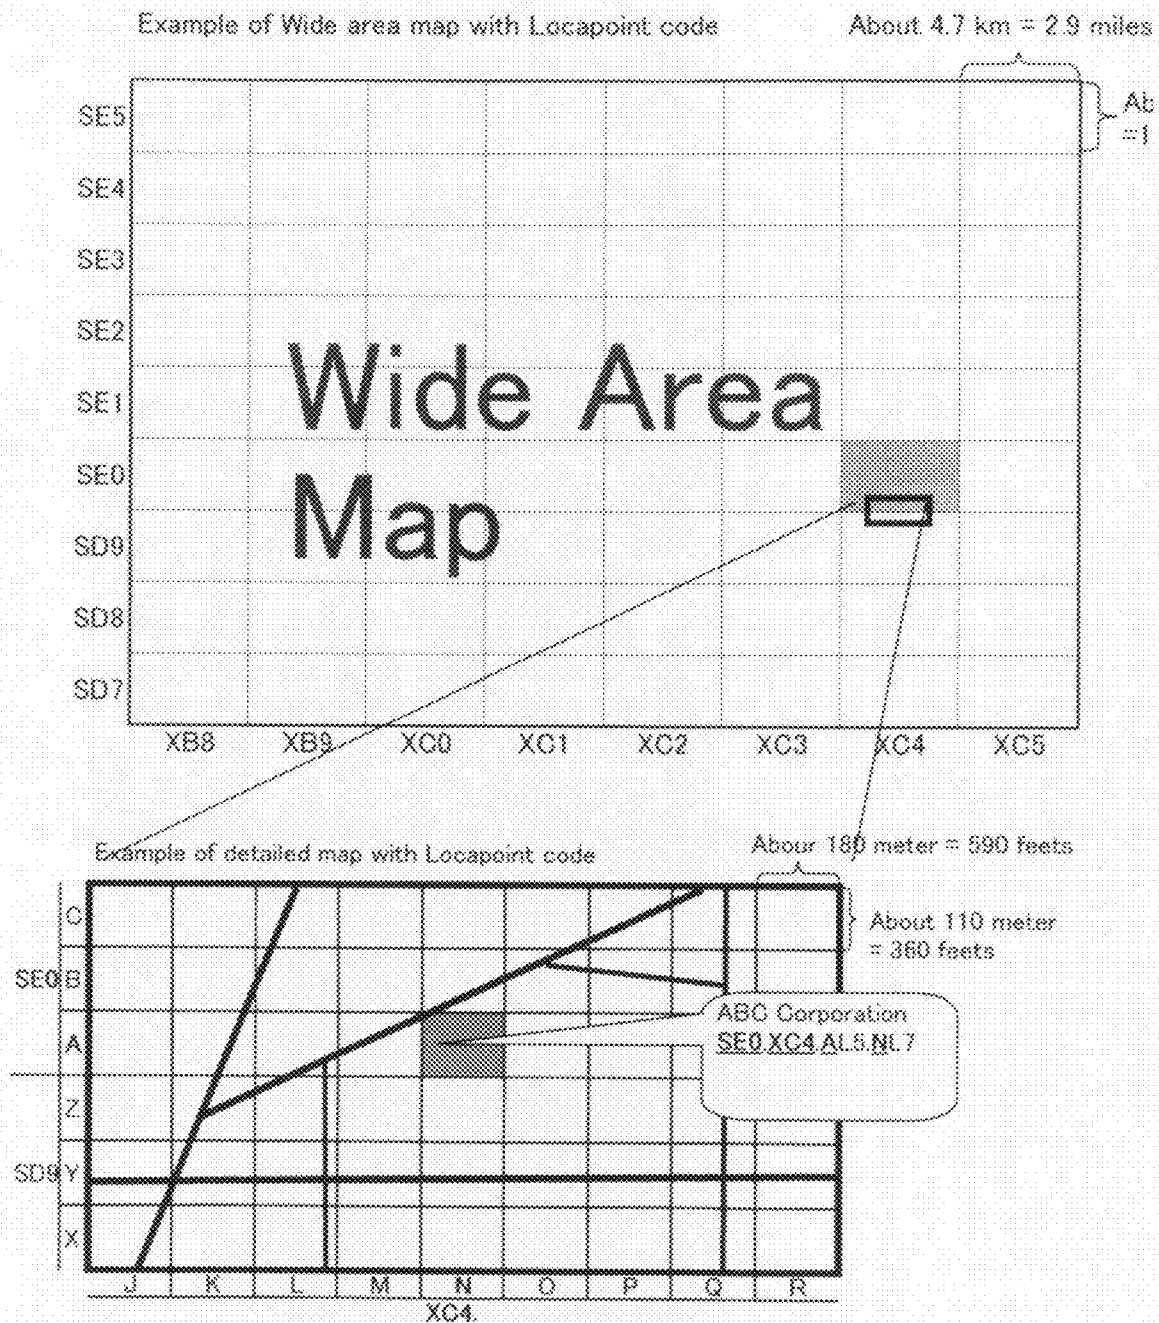 Example of Wide area map with Locapoint code
About 4.7 km = 2.9 miles
SE5
SE4
SE3
SE2
SE1
SE0
SD9
SD8
SD7
Wide Area
Map
XB8 XB9 XC0 XC1 XC2 XC3 XC4 XC5
Example of detailed map with Locapoint code
Abour 180 meter = 590 feets
About 110 meter
= 360 feets
C
SE0 B
A
Z
SD9 Y
X
ABC Corporation
SE0.XC4.AL5.NL7
J K L M N O P Q R
XC4.